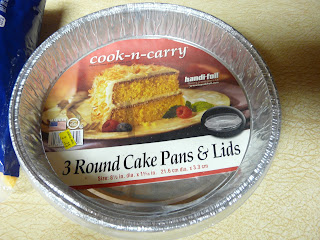 cook-n-carry
handi-foil
3 Round Cake Pans & Lids